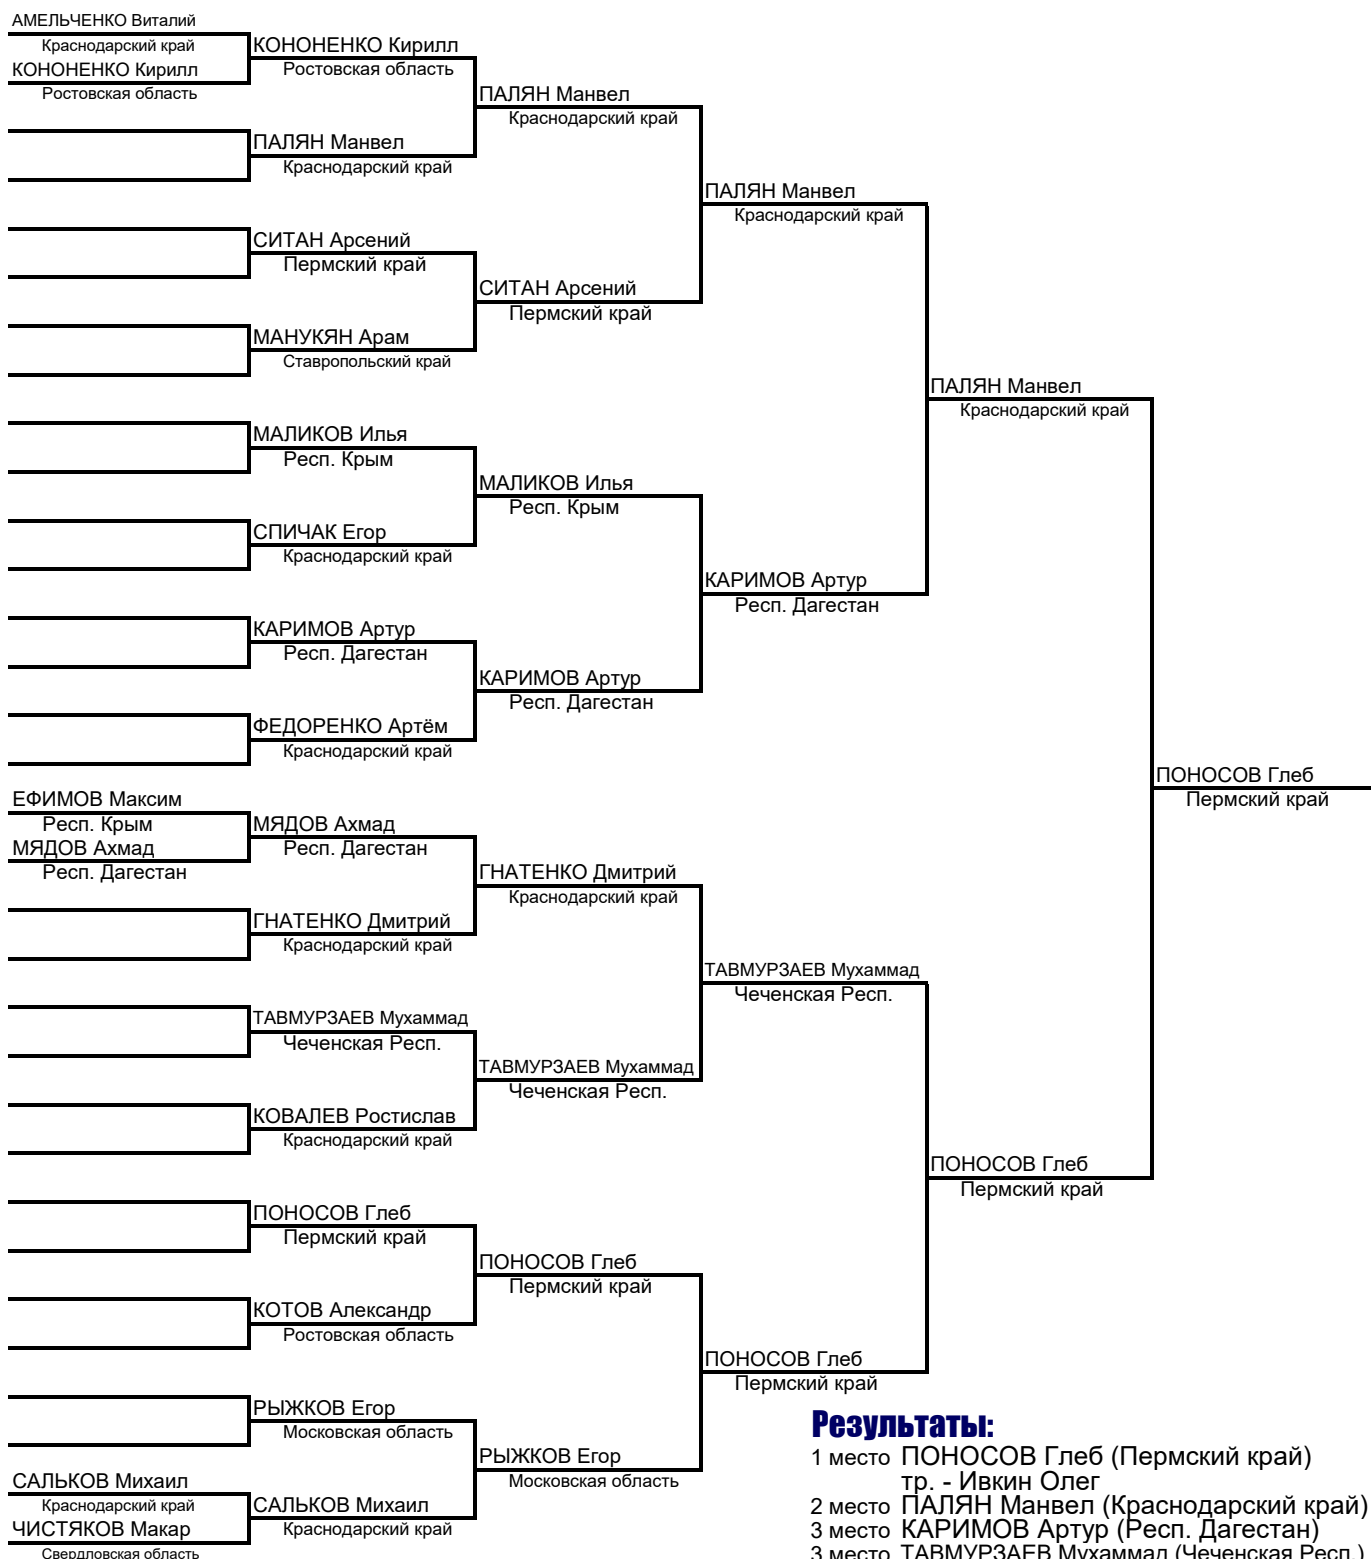 АМЕЛЬЧЕНКО Виталий
Краснодарский край
КОНОНЕНКО Кирилл
Ростовская область
ЕФИМОВ Максим
Респ. Крым
МЯДОВ Ахмад
Респ. Дагестан
САЛЬКОВ Михаил
Краснодарский край
ЧИСТЯКОВ Макар
Свердловская область
КОНОНЕНКО Кирилл
Ростовская область
ПАЛЯН Манвел
Краснодарский край
СИТАН Арсений
Пермский край
МАНУКЯН Арам
Ставропольский край
МАЛИКОВ Илья
Респ. Крым
СПИЧАК Егор
Краснодарский край
КАРИМОВ Артур
Респ. Дагестан
ФЕДОРЕНКО Артём
Краснодарский край
МЯДОВ Ахмад
Респ. Дагестан
ГНАТЕНКО Дмитрий
Краснодарский край
ТАВМУРЗАЕВ Мухаммад
Чеченская Респ.
КОВАЛЕВ Ростислав
Краснодарский край
ПОНОСОВ Глеб
Пермский край
КОТОВ Александр
Ростовская область
РЫЖКОВ Егор
Московская область
САЛЬКОВ Михаил
Краснодарский край
ПАЛЯН Манвел
Краснодарский край
СИТАН Арсений
Пермский край
МАЛИКОВ Илья
Респ. Крым
КАРИМОВ Артур
Респ. Дагестан
ГНАТЕНКО Дмитрий
Краснодарский край
ТАВМУРЗАЕВ Мухаммад
Чеченская Респ.
ПОНОСОВ Глеб
Пермский край
РЫЖКОВ Егор
Московская область
ПАЛЯН Манвел
Краснодарский край
КАРИМОВ Артур
Респ. Дагестан
ТАВМУРЗАЕВ Мухаммад
Чеченская Респ.
ПОНОСОВ Глеб
Пермский край
ПАЛЯН Манвел
Краснодарский край
ПОНОСОВ Глеб
Пермский край
ПОНОСОВ Глеб
Пермский край
Результаты:
1 место ПОНОСОВ Глеб (Пермский край)
тр. - Ивкин Олег
2 место ПАЛЯН Манвел (Краснодарский край)
3 место КАРИМОВ Артур (Респ. Дагестан)
3 место ТАВМУРЗАЕВ Мухаммад (Чеченская Респ.)